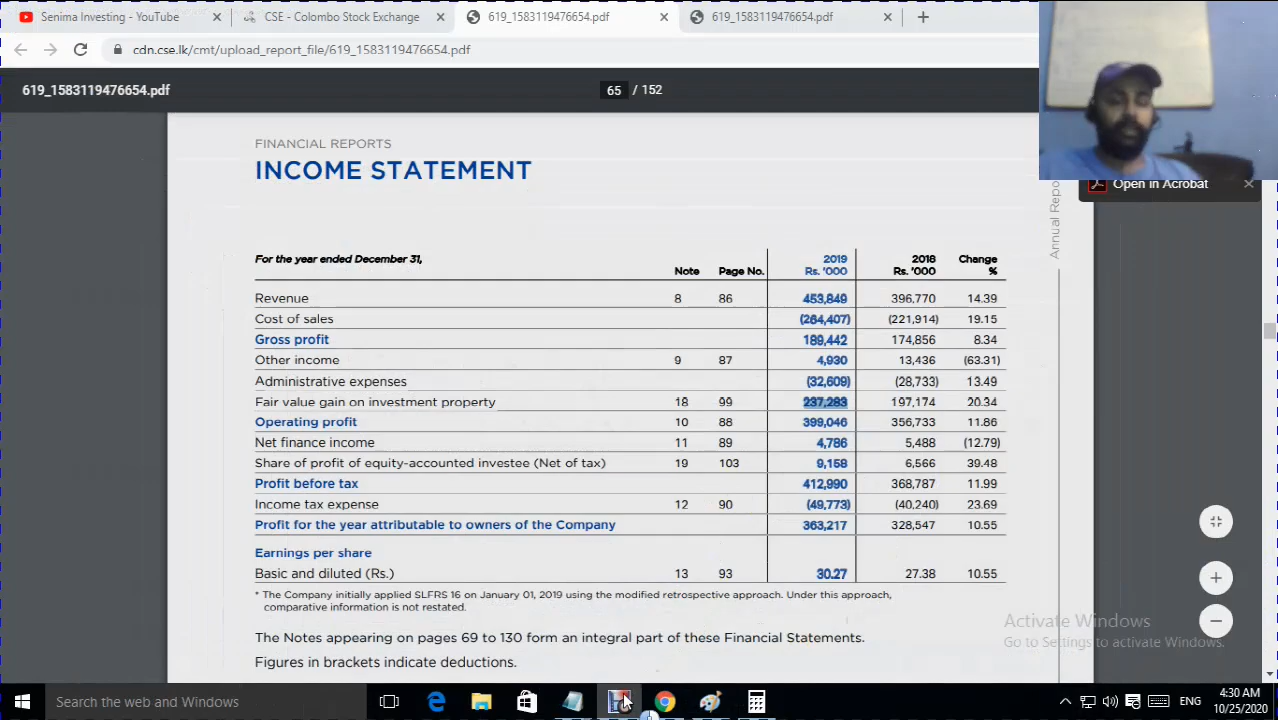 Senima Investing - YouTube
CSE - Colombo Stock Exchange
619_1583119476654.pdf
619_1583119476654.pdf
cdn.cse.lk/cmt/upload_report_file/619_1583119476654.pdf
619_1583119476654.pdf
65 / 152
Open in Acrobat
Annual Repo
FINANCIAL REPORTS
INCOME STATEMENT
For the year ended December 31, Note Page No. 2019 Rs. '000 2018 Rs. '000 Change %
Revenue 8 86 453,849 396,770 14.39
Cost of sales (264,407) (221,914) 19.15
Gross profit 189,442 174,856 8.34
Other income 9 87 4,930 13,436 (63.31)
Administrative expenses (32,609) (28,733) 13.49
Fair value gain on investment property 18 99 237,283 197,174 20.34
Operating profit 10 88 399,046 356,733 11.86
Net finance income 11 89 4,786 5,488 (12.79)
Share of profit of equity-accounted investee (Net of tax) 19 103 9,158 6,566 39.48
Profit before tax 412,990 368,787 11.99
Income tax expense 12 90 (49,773) (40,240) 23.69
Profit for the year attributable to owners of the Company 363,217 328,547 10.55
Earnings per share
Basic and diluted (Rs.) 13 93 30.27 27.38 10.55
* The Company initially applied SLFRS 16 on January 01, 2019 using the modified retrospective approach. Under this approach,
comparative information is not restated.
The Notes appearing on pages 69 to 130 form an integral part of these Financial Statements.
Figures in brackets indicate deductions.
Activate Windows
Go to Settings to activate Windows.
Search the web and Windows
ENG
4:30 AM
10/25/2020